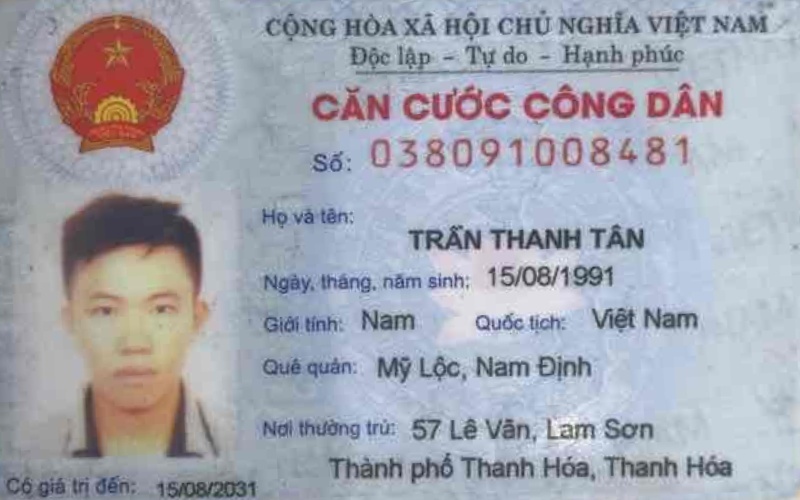 CỘNG HÒA XÃ HỘI CHỦ NGHĨA VIỆT NAM
Độc lập - Tự do - Hạnh phúc
CĂN CƯỚC CÔNG DÂN
Số: 038091008481
Họ và tên:
TRẦN THANH TÂN
Ngày, tháng, năm sinh: 15/08/1991
Giới tính: Nam Quốc tịch: Việt Nam
Quê quán: Mỹ Lộc, Nam Định
Nơi thường trú: 57 Lê Văn, Lam Sơn
Thành phố Thanh Hóa, Thanh Hóa
Có giá trị đến: 15/08/2031